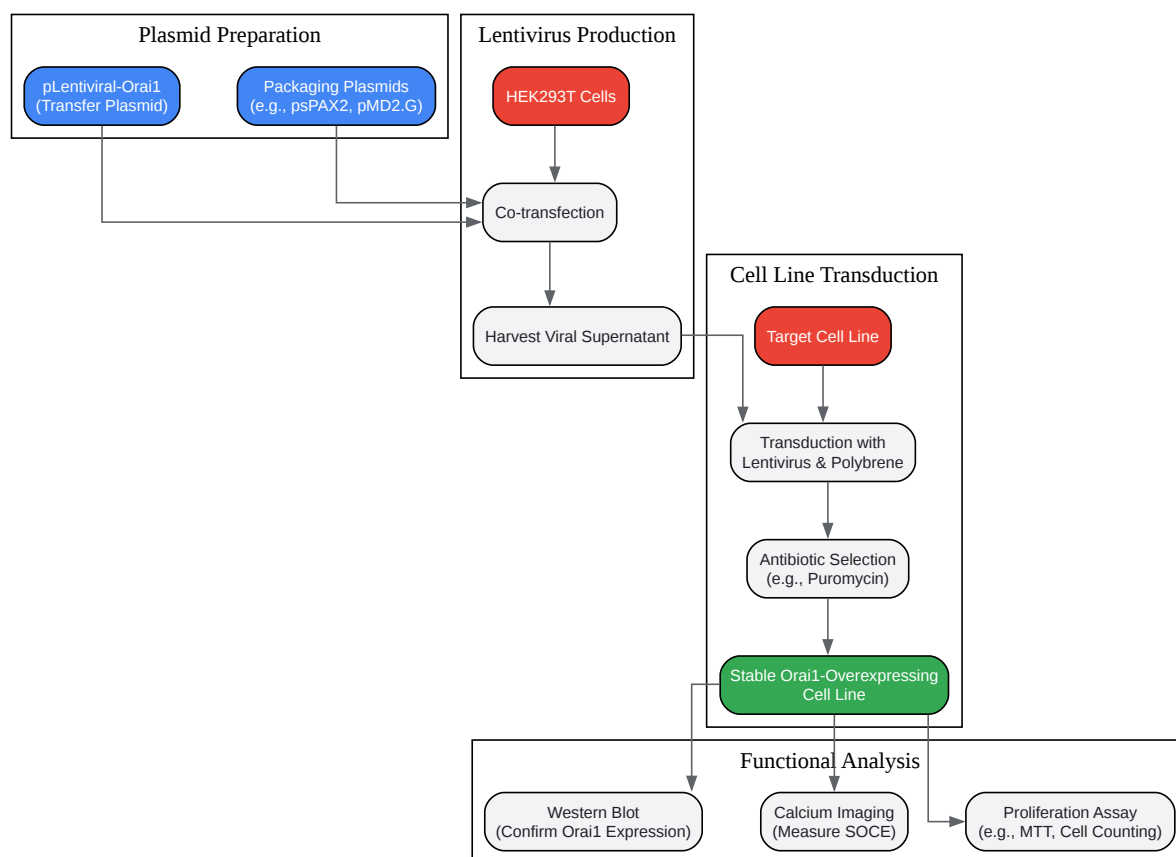 Plasmid Preparation
pLentiviral-Orai1
(Transfer Plasmid)
Packaging Plasmids
(e.g., psPAX2, pMD2.G)
Lentivirus Production
HEK293T Cells
Co-transfection
Harvest Viral Supernatant
Cell Line Transduction
Target Cell Line
Transduction with
Lentivirus & Polybrene
Antibiotic Selection
(e.g., Puromycin)
Stable Orai1-Overexpressing
Cell Line
Functional Analysis
Western Blot
(Confirm Orai1 Expression)
Calcium Imaging
(Measure SOCE)
Proliferation Assay
(e.g., MTT, Cell Counting)